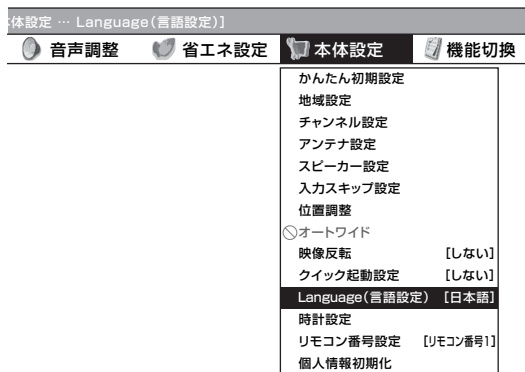 体設定 … Language(言語設定)]
音声調整 省エネ設定 本体設定 機能切換
かんたん初期設定
地域設定
チャンネル設定
アンテナ設定
スピーカー設定
入力スキップ設定
位置調整
オートワイド
映像反転 [しない]
クイック起動設定 [しない]
Language(言語設定) [日本語]
時計設定
リモコン番号設定 [リモコン番号1]
個人情報初期化